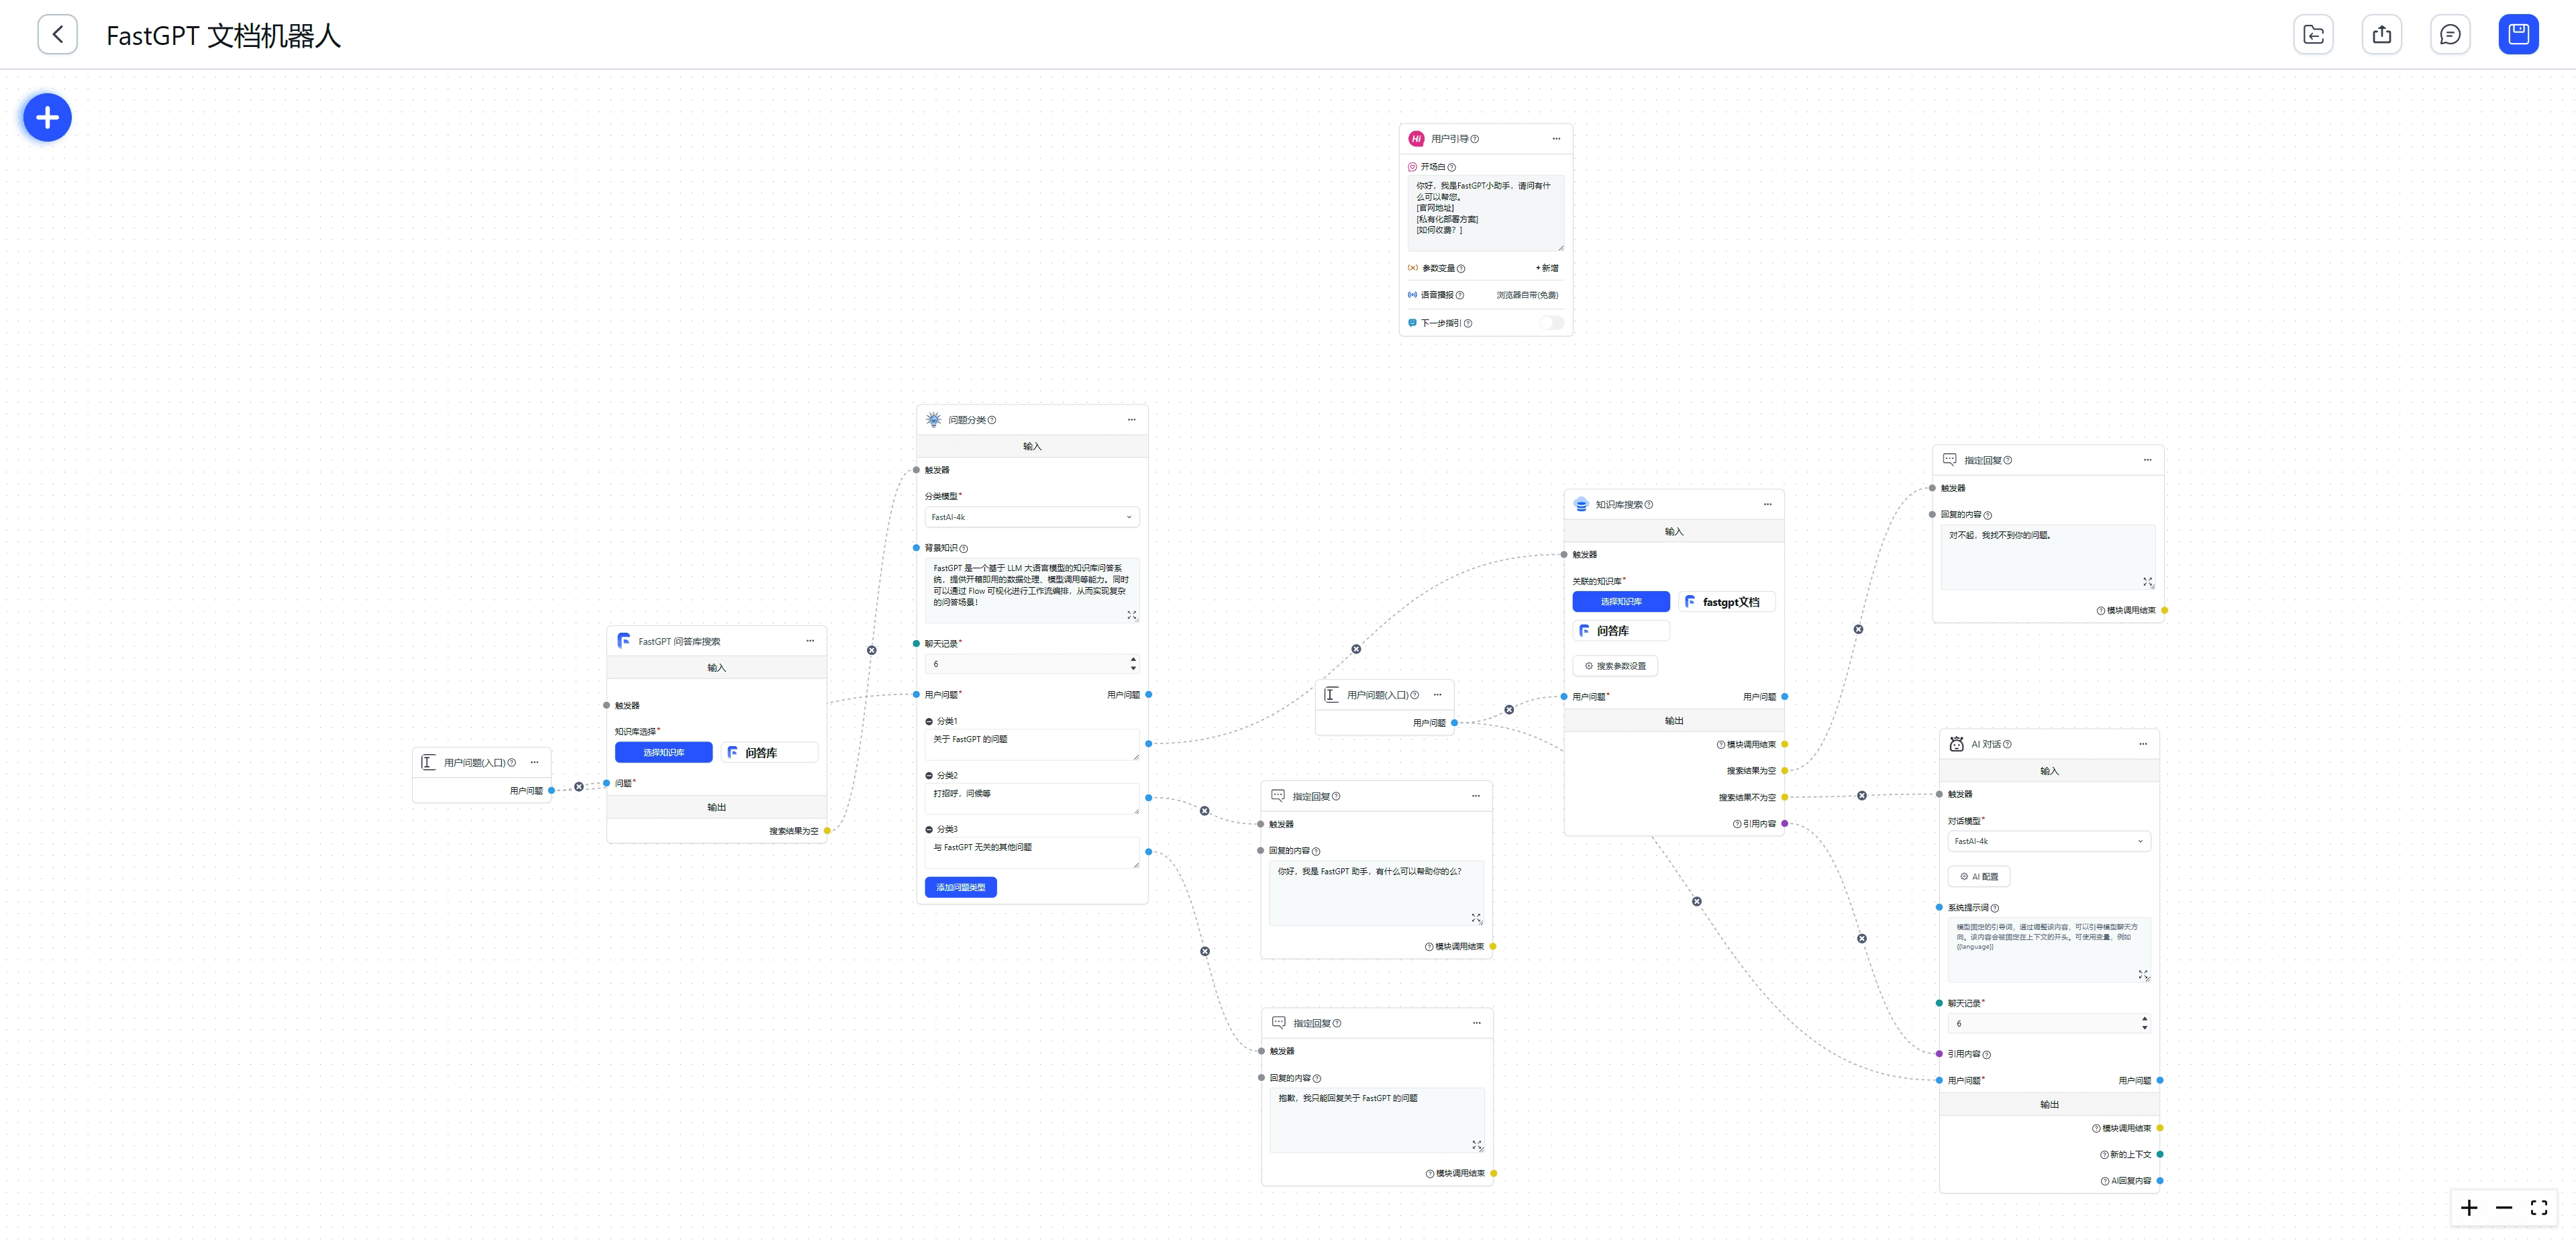 FastGPT 文档机器人
Hi
用户引导
开场白
你好，我是FastGPT小助手，请问有什
么可以帮您。
[官网地址]
[私有化部署方案]
[如何收费？]
参数变量
+ 新增
语音播报
浏览器自带(免费)
下一步指引
用户问题(入口)
用户问题
FastGPT 问答库搜索
输入
触发器
知识库选择*
选择知识库
问答库
问题*
输出
搜索结果为空
问题分类
输入
触发器
分类模型*
FastAI-4k
背景知识
FastGPT 是一个基于 LLM 大语言模型的知识库问答系
统，提供开箱即用的数据处理、模型调用等能力。同时
可以通过 Flow 可视化进行工作流编排，从而实现复杂
的问答场景！
聊天记录*
6
用户问题*
用户问题
分类1
关于 FastGPT 的问题
分类2
打招呼，问候等
分类3
与 FastGPT 无关的其他问题
添加问题类型
用户问题(入口)
用户问题
指定回复
触发器
回复的内容
你好，我是 FastGPT 助手，有什么可以帮助你的么?
模块调用结束
指定回复
触发器
回复的内容
抱歉，我只能回复关于 FastGPT 的问题
模块调用结束
知识库搜索
输入
触发器
关联的知识库*
选择知识库
fastgpt文档
问答库
搜索参数设置
用户问题*
用户问题
输出
模块调用结束
搜索结果为空
搜索结果不为空
引用内容
指定回复
触发器
回复的内容
对不起，我找不到你的问题。
模块调用结束
AI 对话
输入
触发器
对话模型*
FastAI-4k
AI 配置
系统提示词
模型固定的引导词，通过调整该内容，可以引导模型聊天方
向。该内容会被固定在上下文的开头。可使用变量，例如
{{language}}
聊天记录*
6
引用内容
用户问题*
用户问题
输出
模块调用结束
新的上下文
AI回复内容